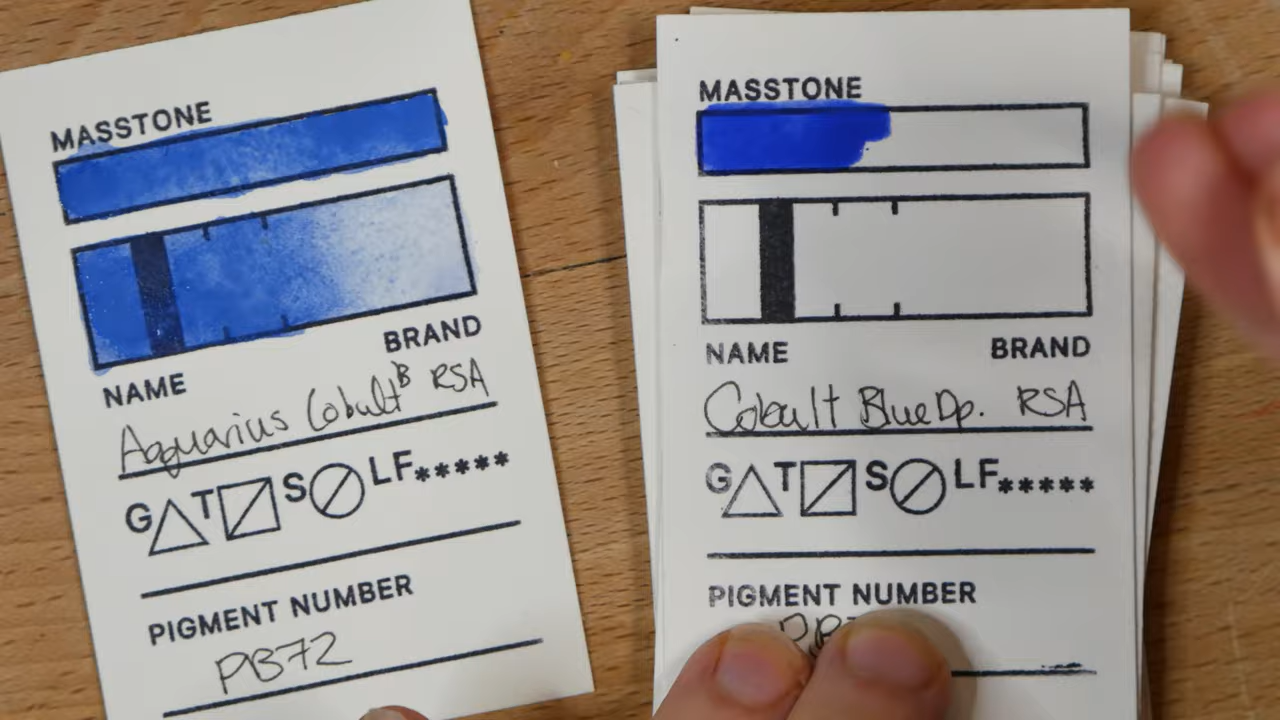 MASSTONE
NAME BRAND
Aqquarius Cobalt B RSA
G T S LF*****
PIGMENT NUMBER
PB72
MASSTONE
NAME BRAND
Cobalt Blue Dp. RSA
G T S LF*****
PIGMENT NUMBER